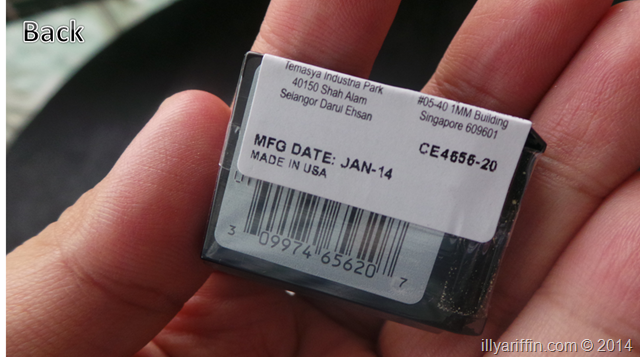 Back
Temasya Industria Park
40150 Shah Alam
Selangor Darul Ehsan
#05-40 1MM Building
Singapore 609601
MFG DATE: JAN-14
CE4656-20
MADE IN USA
3 09974 65620 7
illyariffin.com © 2014